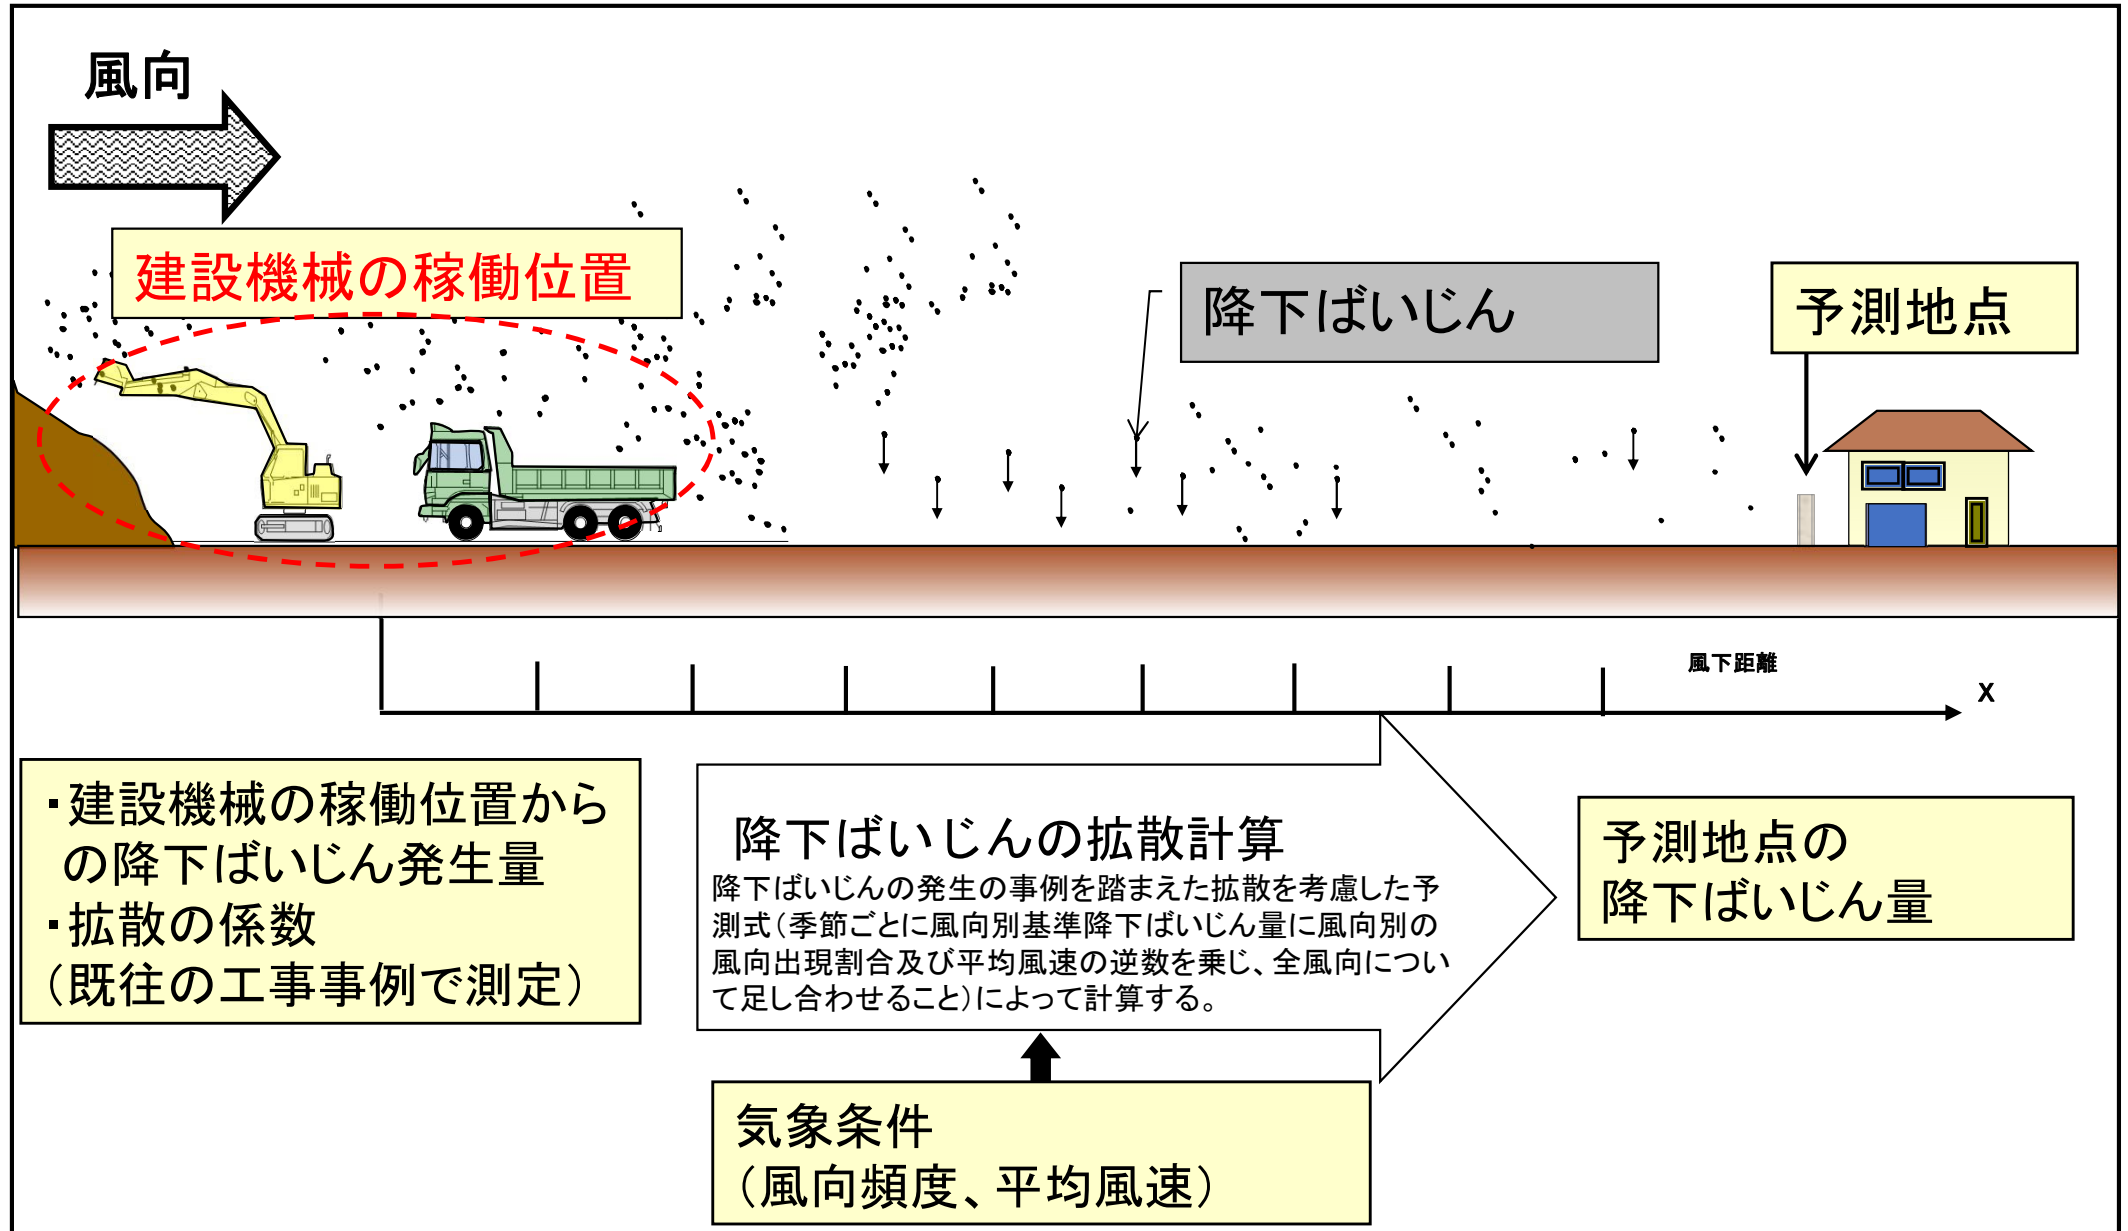 風向
建設機械の稼働位置
降下ばいじん
予測地点
風下距離
X
・建設機械の稼働位置から
の降下ばいじん発生量
・拡散の係数
（既往の工事事例で測定）
降下ばいじんの拡散計算
降下ばいじんの発生の事例を踏まえた拡散を考慮した予
測式（季節ごとに風向別基準降下ばいじん量に風向別の
風向出現割合及び平均風速の逆数を乗じ、全風向につい
て足し合わせること）によって計算する。
予測地点の
降下ばいじん量
気象条件
（風向頻度、平均風速）